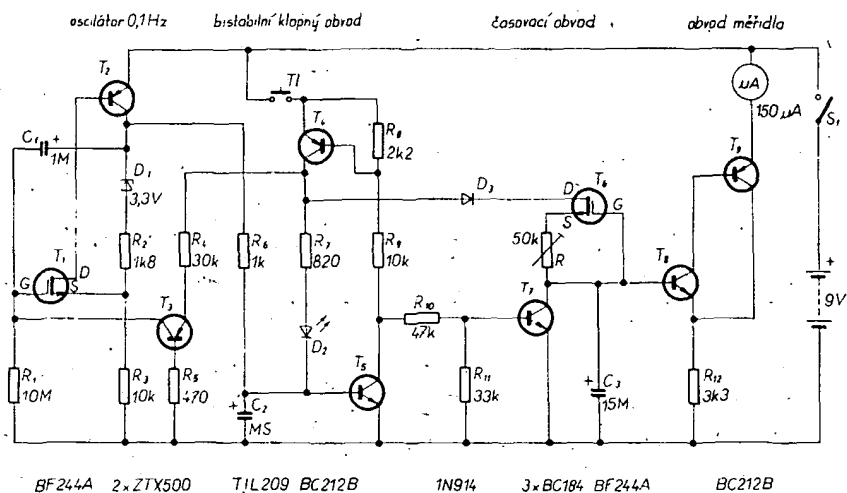 oscilátor 0,1Hz bistabilní klopný obvod časovací obvod obvod měřidla
T2
Tl
μA
150μA
S1
C1 +
1M
T4
R8
2k2
T9
D1
3,3V
D3
D
T6
G
S
T1
D
G
S
R2
1k8
R4
30k
R6
1k
R7
820
R9
10k
50k
R
T8
+
9V
T3
D2
R10
47k
T7
T5
R1
10M
R3
10k
R5
470
+ C2
MS
R11
33k
+ C3
15M
R12
3k3
BF244A 2×ZTX500 TIL209 BC212B 1N914 3×BC184 BF244A BC212B